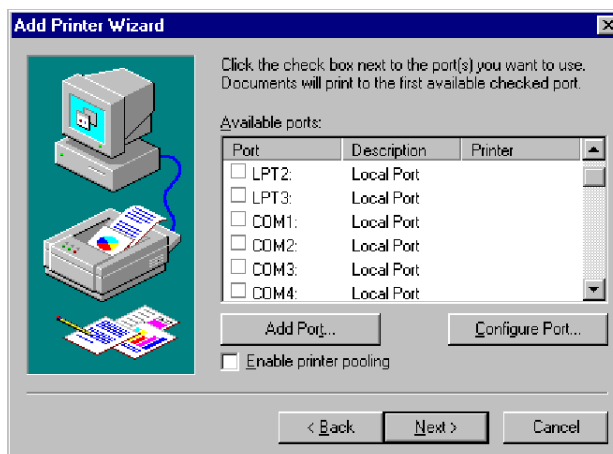 Add Printer Wizard
Click the check box next to the port(s) you want to use.
Documents will print to the first available checked port.
Available ports:
Port Description Printer
LPT2: Local Port
LPT3: Local Port
COM1: Local Port
COM2: Local Port
COM3: Local Port
COM4: Local Port
Add Port... Configure Port...
Enable printer pooling
< Back Next > Cancel